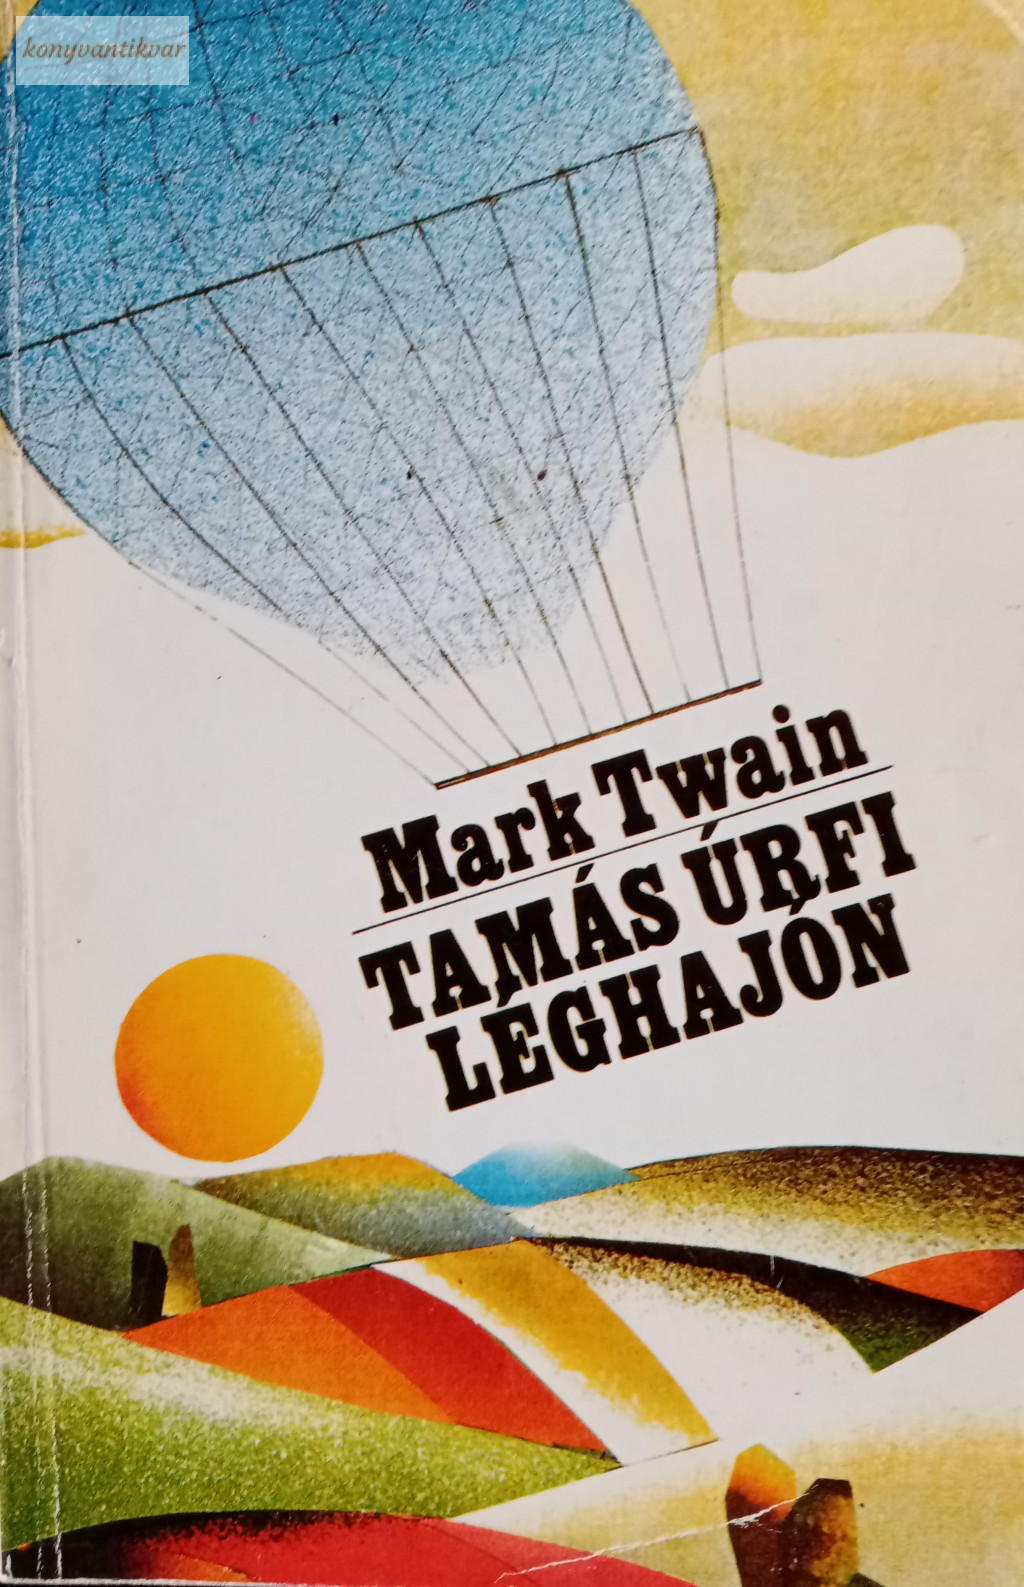 konyvantikvar
Mark Twain
TAMÁS ÚRFI
LÉGHAJÓN